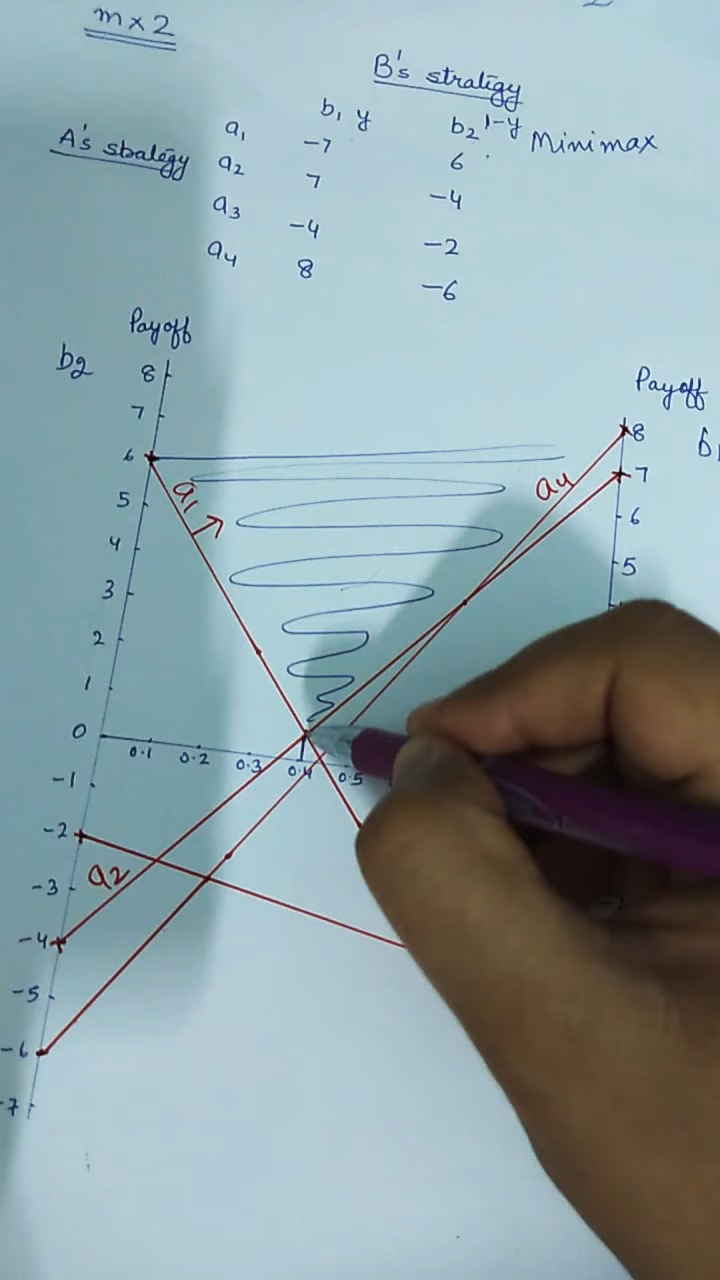 m×2
B's strategy
b1 y b2 1-y Minimax
A's sbategy a1 -7 6
a2 7 -4
a3 -4 -2
a4 8 -6
Payoff
b2 8
7
6
5
4
3
2
1
0
-1
-2
-3
-4
-5
-6
-7
0.1 0.2 0.3 0.4 0.5
a1
a2
a4
Payoff
8
7
6
5